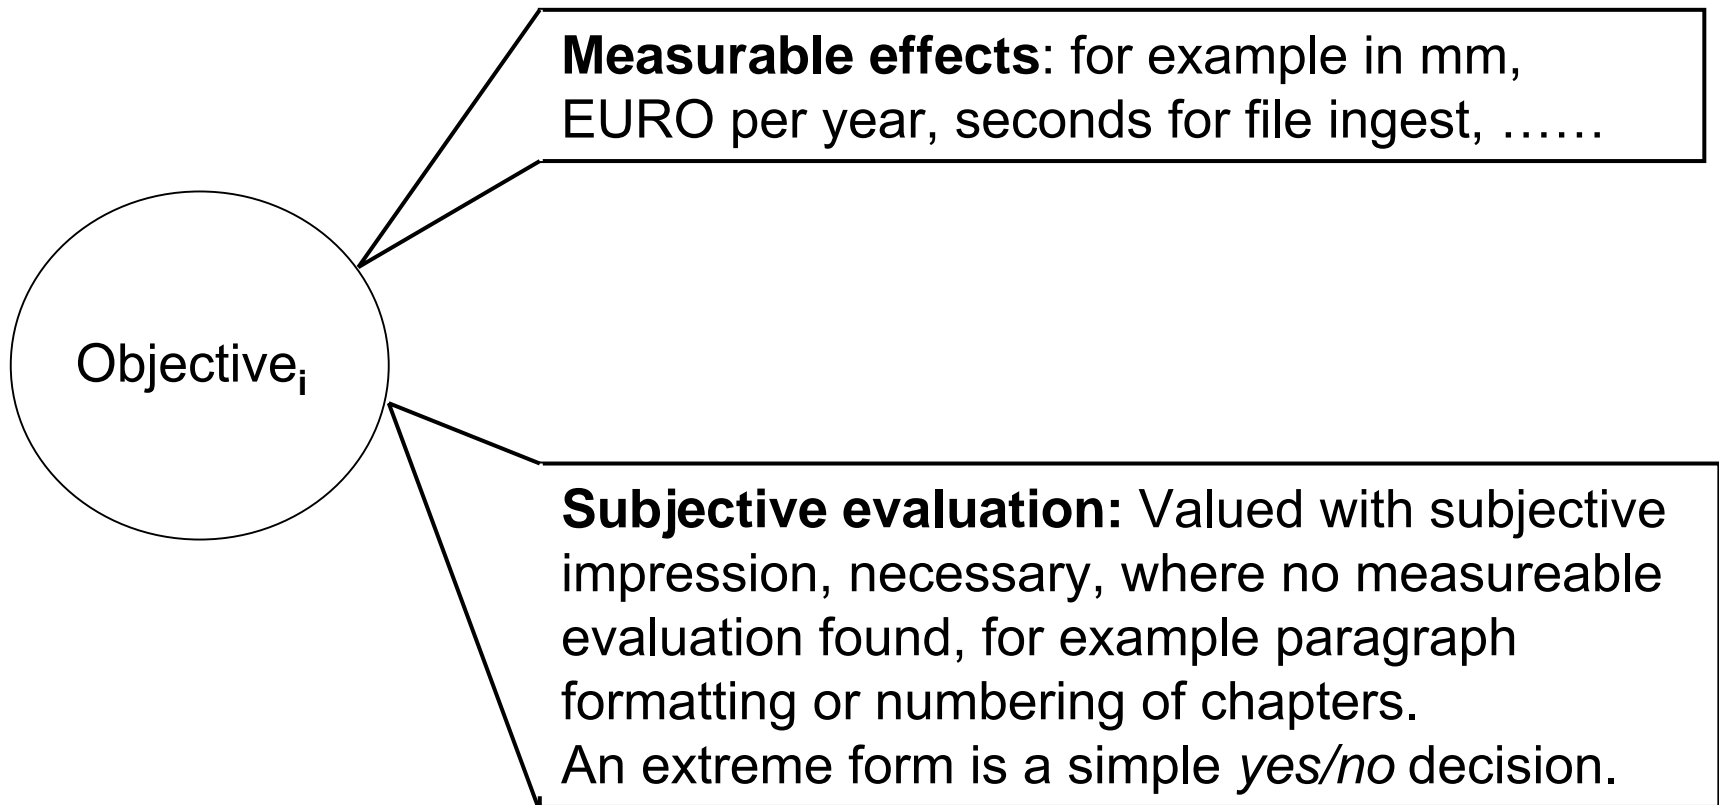 Measurable effects: for example in mm,
EURO per year, seconds for file ingest, ……
Objectiveᵢ
Subjective evaluation: Valued with subjective
impression, necessary, where no measureable
evaluation found, for example paragraph
formatting or numbering of chapters.
An extreme form is a simple yes/no decision.